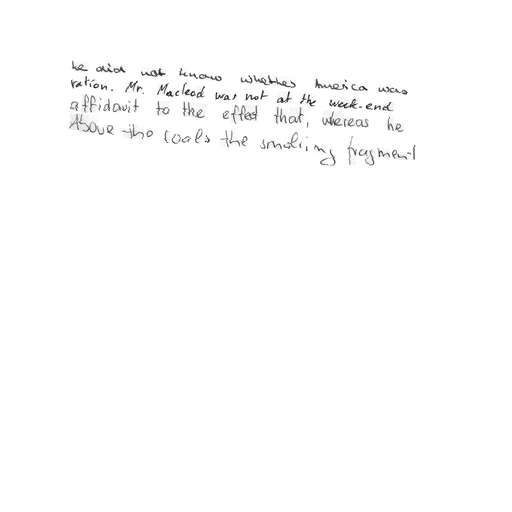 he did not know whether America was
ration. Mr. Macleod was not at the week-end
affidavit to the effect that, whereas he
Above the coals the smoking fragment